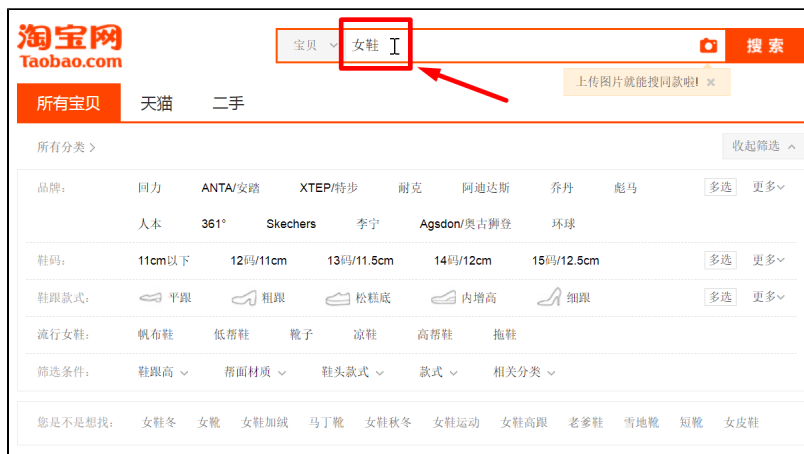 淘宝网
Taobao.com
宝贝 女鞋 搜索
上传图片就能搜同款啦! ×
所有宝贝 天猫 二手
所有分类 > 收起筛选
品牌: 回力 ANTA/安踏 XTEP/特步 耐克 阿迪达斯 乔丹 彪马 多选 更多
人本 361° Skechers 李宁 Agsdon/奥古狮登 环球
鞋码: 11cm以下 12码/11cm 13码/11.5cm 14码/12cm 15码/12.5cm 多选 更多
鞋跟款式: 平跟 粗跟 松糕底 内增高 细跟 多选 更多
流行女鞋: 帆布鞋 低帮鞋 靴子 凉鞋 高帮鞋 拖鞋
筛选条件: 鞋跟高 帮面材质 鞋头款式 款式 相关分类
您是不是想找: 女鞋冬 女靴 女鞋加绒 马丁靴 女鞋秋冬 女鞋运动 女鞋高跟 老爹鞋 雪地靴 短靴 女皮鞋